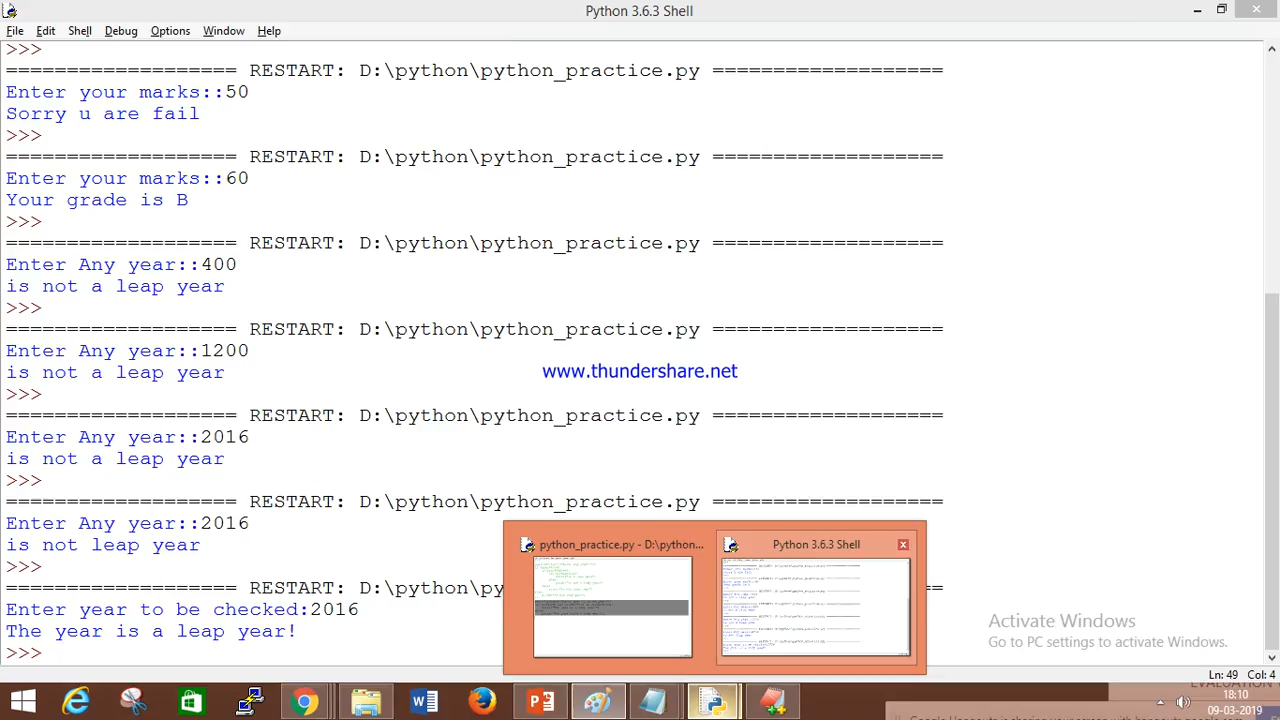 Python 3.6.3 Shell
File Edit Shell Debug Options Window Help
>>>
=================== RESTART: D:\python\python_practice.py ===================
Enter your marks::50
Sorry u are fail
>>>
=================== RESTART: D:\python\python_practice.py ===================
Enter your marks::60
Your grade is B
>>>
=================== RESTART: D:\python\python_practice.py ===================
Enter Any year::400
is not a leap year
>>>
=================== RESTART: D:\python\python_practice.py ===================
Enter Any year::1200
is not a leap year
www.thundershare.net
>>>
=================== RESTART: D:\python\python_practice.py ===================
Enter Any year::2016
is not a leap year
>>>
=================== RESTART: D:\python\python_practice.py ===================
Enter Any year::2016
is not leap year
>>>
=================== RESTART: D:\python\py
Enter year to be checked:2016
The year is a leap year!
>>>
python_practice.py - D:\python...
Python 3.6.3 Shell
Activate Windows
Go to PC settings to activate Windows.
Ln: 49 Col: 4
EVALUATION
18:10
09-03-2019